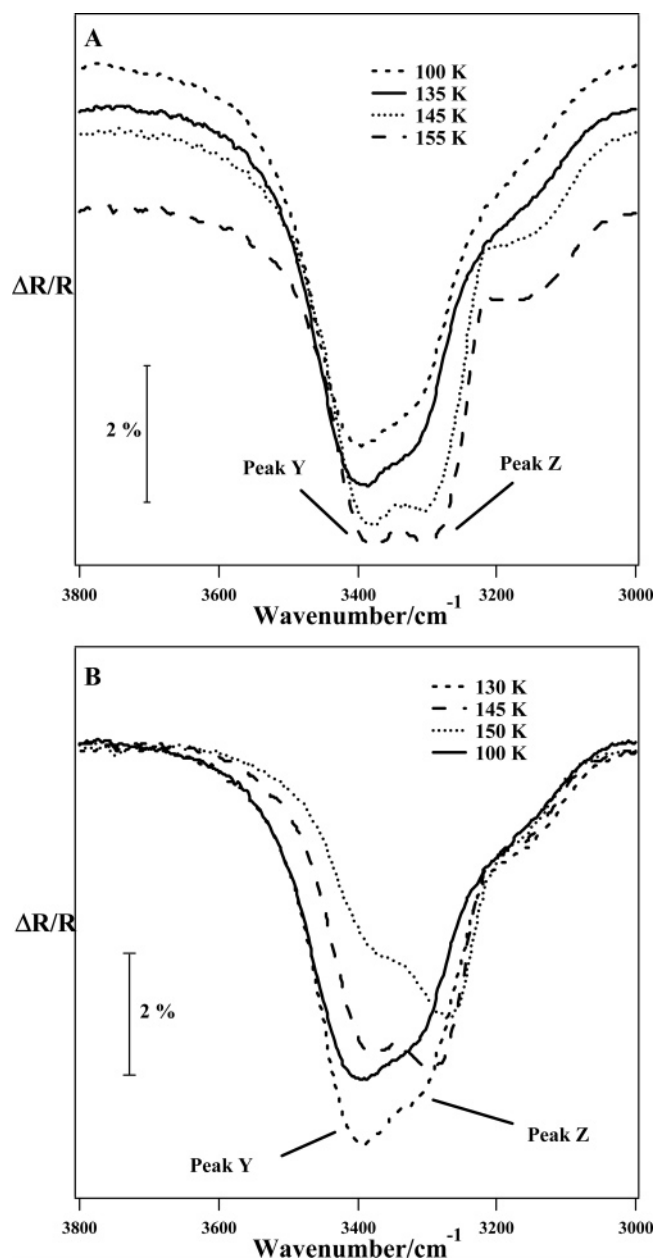 A
100 K
135 K
145 K
155 K
ΔR/R
2 %
Peak Y
Peak Z
3800
3600
3400
3200
3000
Wavenumber/cm-1
B
130 K
145 K
150 K
100 K
ΔR/R
2 %
Peak Z
Peak Y
3800
3600
3400
3200
3000
Wavenumber/cm-1